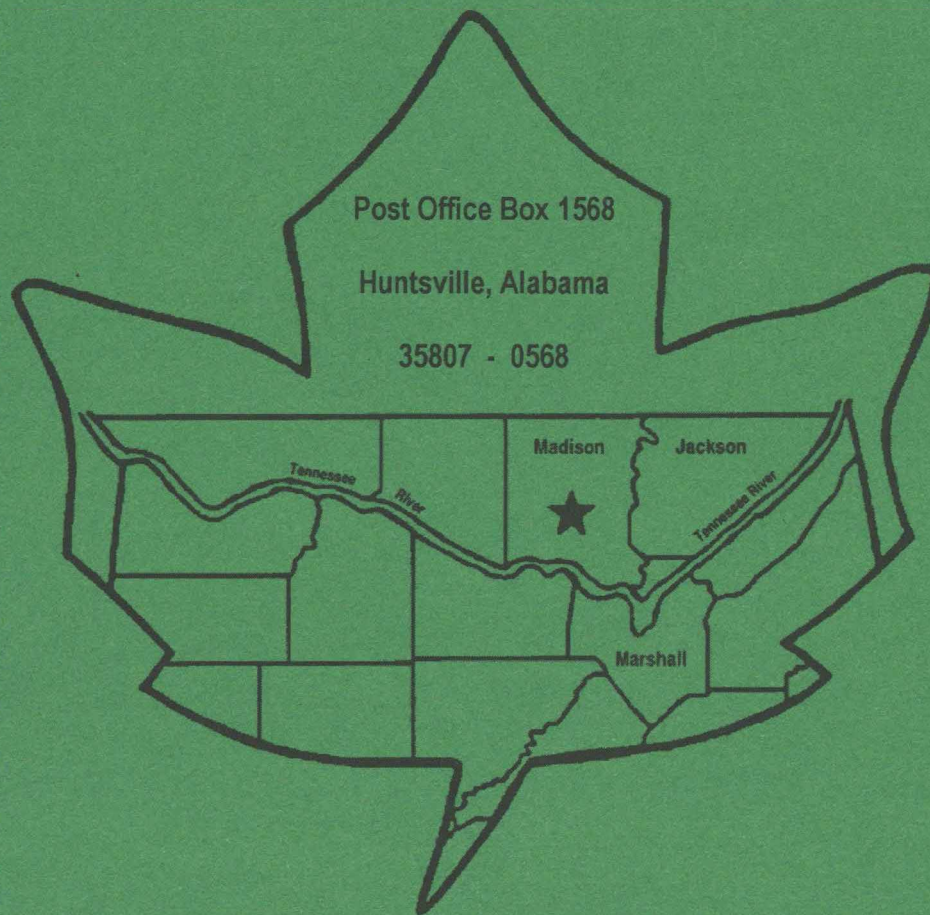 Post Office Box 1568
Huntsville, Alabama
35807 - 0568
Madison
Jackson
Tennessee
River
Tennessee River
Marshall